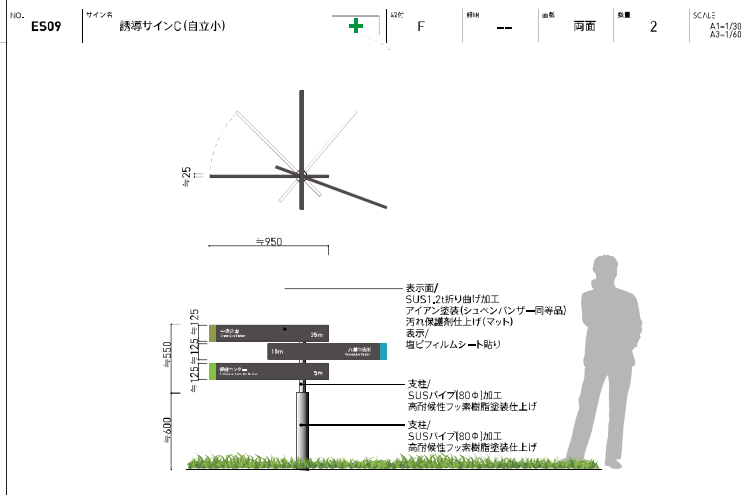 NO.
ES09
サイン名
誘導サインC(自立小)
取付
F
照明
--
面数
両面
数量
2
SCALE
A1=1/30
A3=1/60
≒25
≒950
表示面/
SUS1.2t折り曲げ加工
アイアン塗装(シュペンパンザー同等品)
汚れ保護剤仕上げ(マット)
表示/
塩ビフィルムシート貼り
≒125
≒125
≒125
≒550
≒600
35m
15m
5m
支柱/
SUSパイプ(80Φ)加工
高耐候性フッ素樹脂塗装仕上げ
支柱/
SUSパイプ(80Φ)加工
高耐候性フッ素樹脂塗装仕上げ